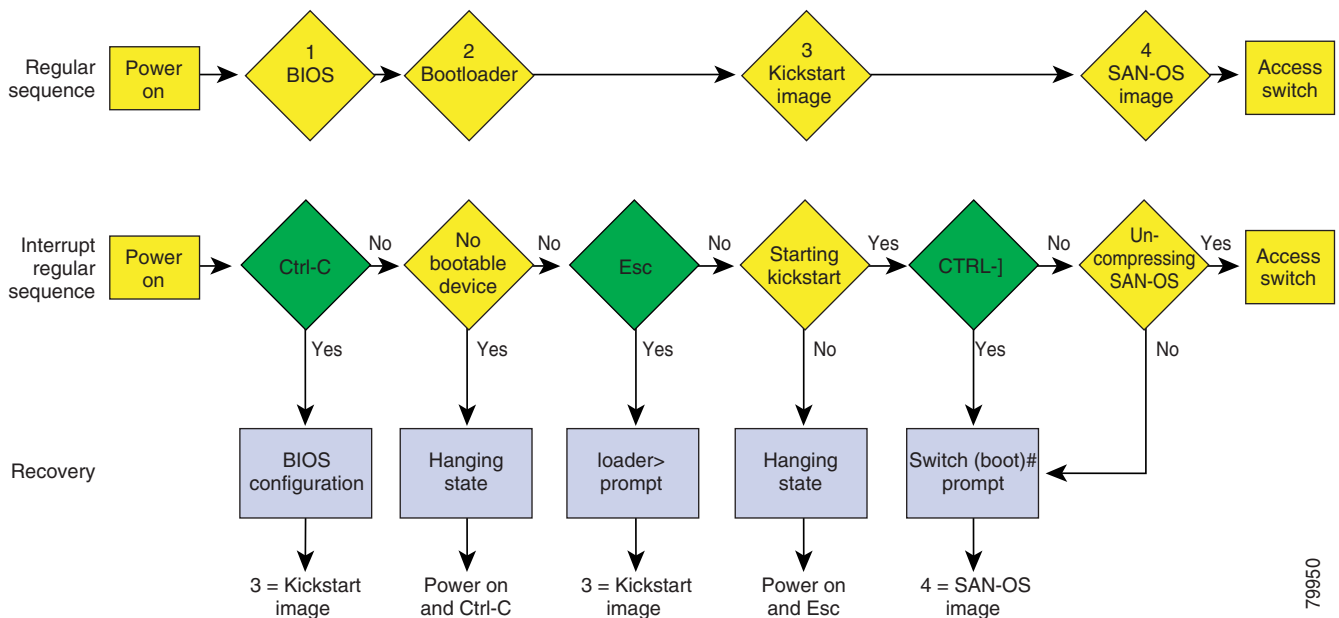 Regular
sequence
Power
on
1
BIOS
2
Bootloader
3
Kickstart
image
4
SAN-OS
image
Access
switch
Interrupt
regular
sequence
Power
on
Ctrl-C
No
No
bootable
device
No
Esc
No
Starting
kickstart
Yes
CTRL-]
No
Un-
compressing
SAN-OS
Yes
Access
switch
Yes
Yes
Yes
No
Yes
No
Recovery
BIOS
configuration
Hanging
state
loader>
prompt
Hanging
state
Switch (boot)#
prompt
3 = Kickstart
image
Power on
and Ctrl-C
3 = Kickstart
image
Power on
and Esc
4 = SAN-OS
image
79950